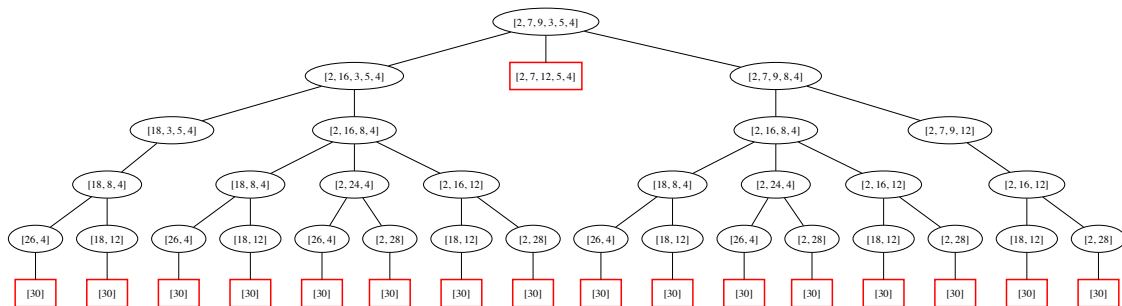 [2, 7, 9, 3, 5, 4]
[2, 16, 3, 5, 4] [2, 7, 12, 5, 4] [2, 7, 9, 8, 4]
[18, 3, 5, 4] [2, 16, 8, 4] [2, 16, 8, 4] [2, 7, 9, 12]
[18, 8, 4] [18, 8, 4] [2, 24, 4] [2, 16, 12] [18, 8, 4] [2, 24, 4] [2, 16, 12] [2, 16, 12]
[26, 4] [18, 12] [26, 4] [18, 12] [26, 4] [2, 28] [18, 12] [2, 28] [26, 4] [18, 12] [26, 4] [2, 28] [18, 12] [2, 28] [18, 12] [2, 28]
[30] [30] [30] [30] [30] [30] [30] [30] [30] [30] [30] [30] [30] [30] [30] [30]